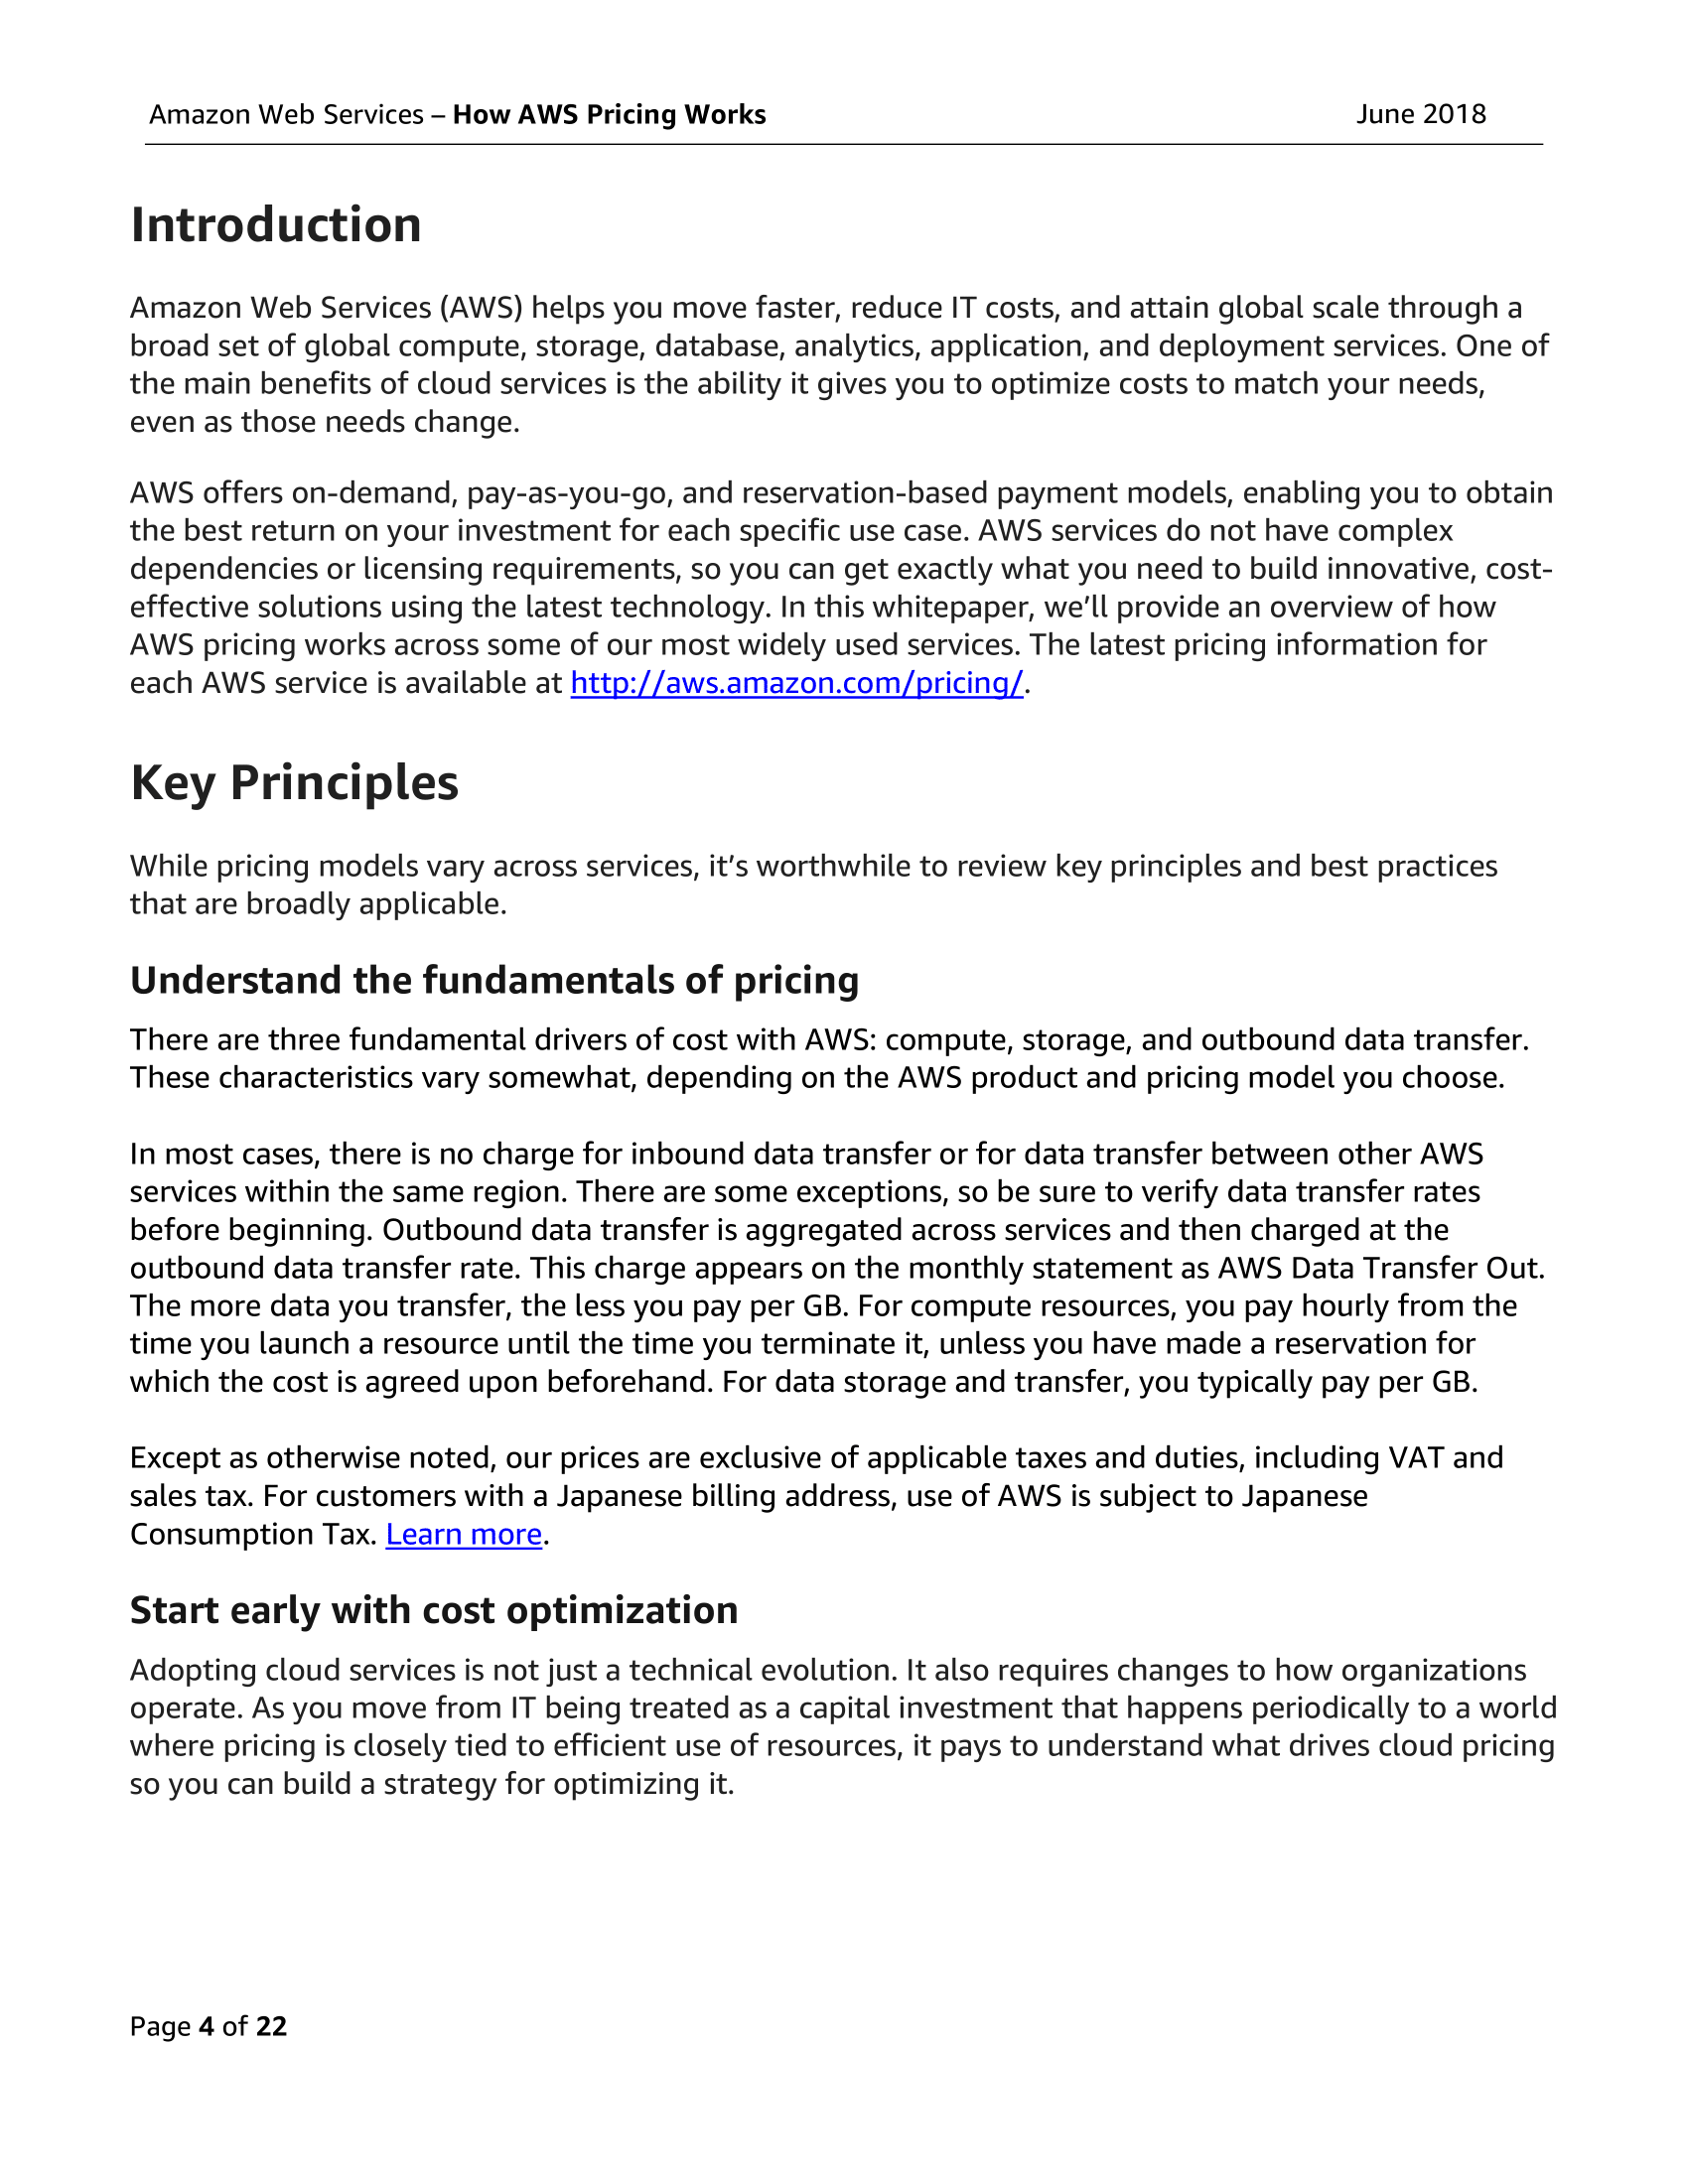 Amazon Web Services – How AWS Pricing Works June 2018
Introduction
Amazon Web Services (AWS) helps you move faster, reduce IT costs, and attain global scale through a
broad set of global compute, storage, database, analytics, application, and deployment services. One of
the main benefits of cloud services is the ability it gives you to optimize costs to match your needs,
even as those needs change.
AWS offers on-demand, pay-as-you-go, and reservation-based payment models, enabling you to obtain
the best return on your investment for each specific use case. AWS services do not have complex
dependencies or licensing requirements, so you can get exactly what you need to build innovative, cost-
effective solutions using the latest technology. In this whitepaper, we’ll provide an overview of how
AWS pricing works across some of our most widely used services. The latest pricing information for
each AWS service is available at http://aws.amazon.com/pricing/.
Key Principles
While pricing models vary across services, it’s worthwhile to review key principles and best practices
that are broadly applicable.
Understand the fundamentals of pricing
There are three fundamental drivers of cost with AWS: compute, storage, and outbound data transfer.
These characteristics vary somewhat, depending on the AWS product and pricing model you choose.
In most cases, there is no charge for inbound data transfer or for data transfer between other AWS
services within the same region. There are some exceptions, so be sure to verify data transfer rates
before beginning. Outbound data transfer is aggregated across services and then charged at the
outbound data transfer rate. This charge appears on the monthly statement as AWS Data Transfer Out.
The more data you transfer, the less you pay per GB. For compute resources, you pay hourly from the
time you launch a resource until the time you terminate it, unless you have made a reservation for
which the cost is agreed upon beforehand. For data storage and transfer, you typically pay per GB.
Except as otherwise noted, our prices are exclusive of applicable taxes and duties, including VAT and
sales tax. For customers with a Japanese billing address, use of AWS is subject to Japanese
Consumption Tax. Learn more.
Start early with cost optimization
Adopting cloud services is not just a technical evolution. It also requires changes to how organizations
operate. As you move from IT being treated as a capital investment that happens periodically to a world
where pricing is closely tied to efficient use of resources, it pays to understand what drives cloud pricing
so you can build a strategy for optimizing it.
Page 4 of 22